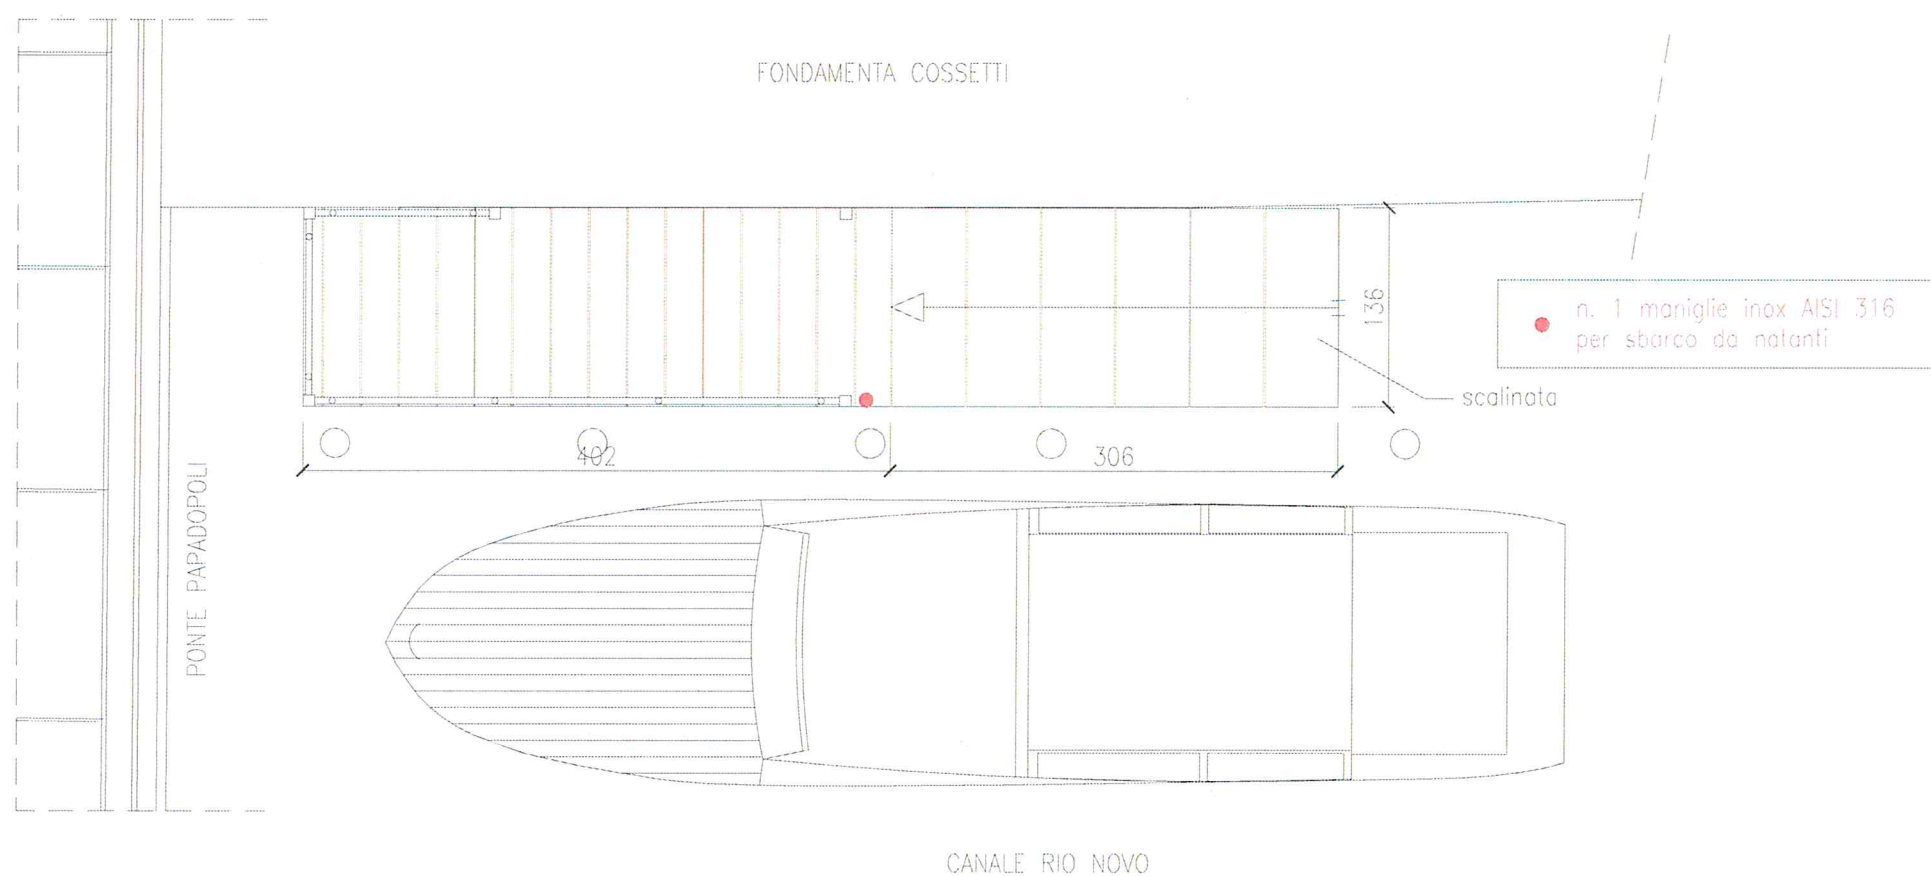 FONDAMENTA COSSETTI
136
n. 1 maniglie inox AISI 316
per sbarco da natanti
scalinata
402
306
PONTE PAPADOPOLI
CANALE RIO NOVO